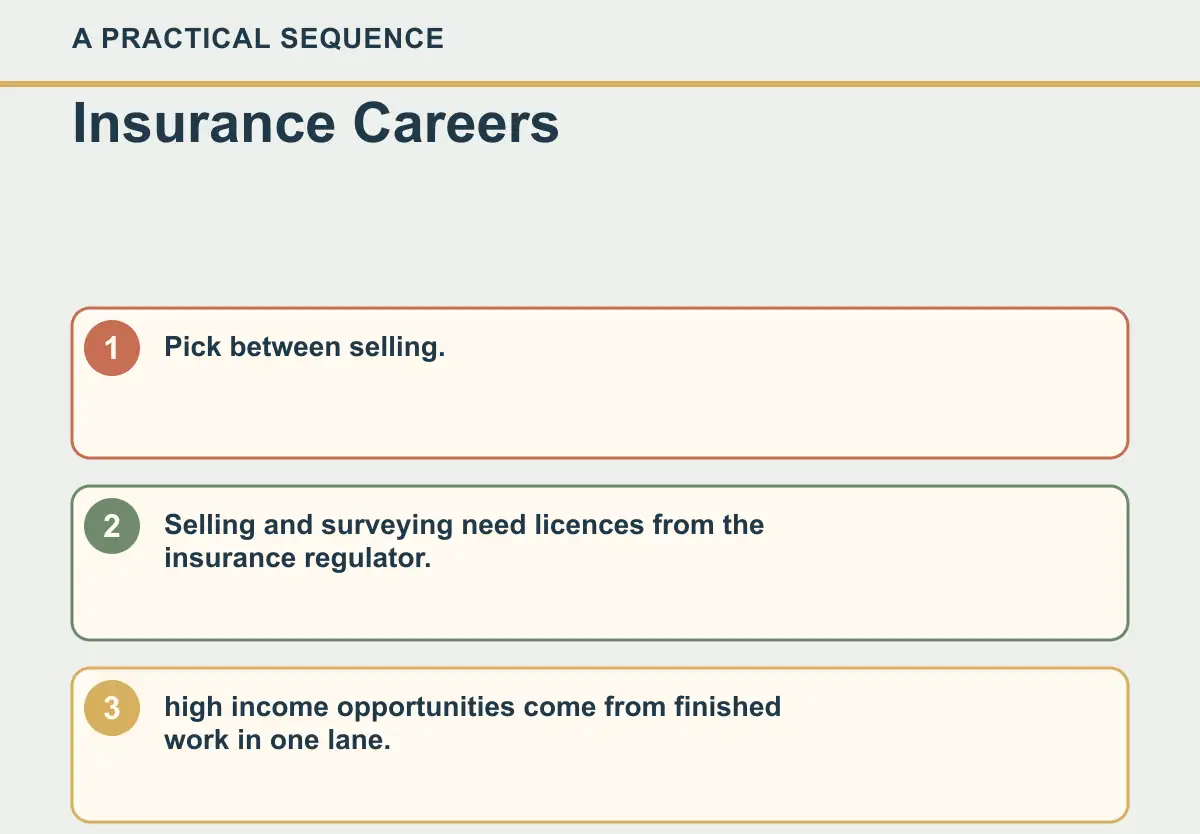 A PRACTICAL SEQUENCE
Insurance Careers
1
Pick between selling.
2
Selling and surveying need licences from the
insurance regulator.
3
high income opportunities come from finished
work in one lane.